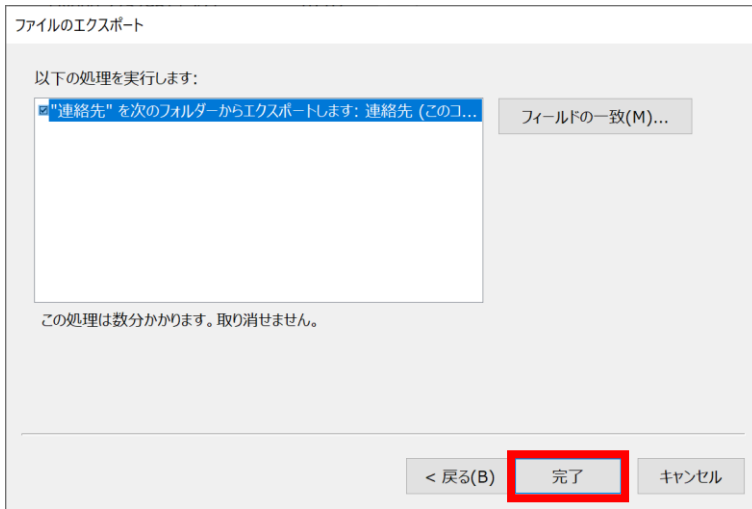 ファイルのエクスポート
以下の処理を実行します:
"連絡先" を次のフォルダーからエクスポートします: 連絡先 (このコ...
フィールドの一致(M)...
この処理は数分かかります。取り消せません。
< 戻る(B)
完了
キャンセル